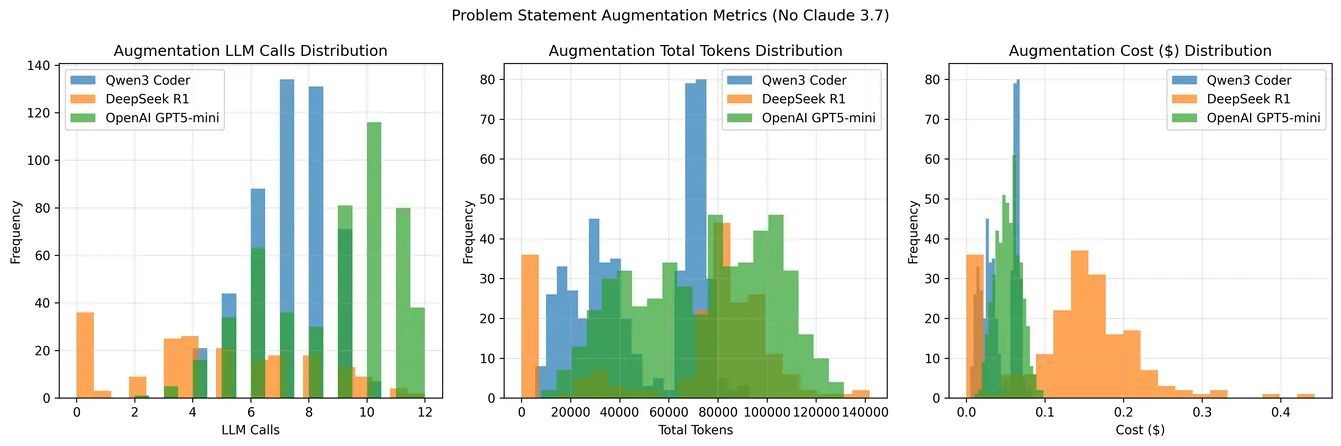 Problem Statement Augmentation Metrics (No Claude 3.7)
Augmentation LLM Calls Distribution
Frequency
140
120
100
80
60
40
20
0
Qwen3 Coder
DeepSeek R1
OpenAI GPT5-mini
0 2 4 6 8 10 12
LLM Calls
Augmentation Total Tokens Distribution
Frequency
80
70
60
50
40
30
20
10
0
Qwen3 Coder
DeepSeek R1
OpenAI GPT5-mini
0 20000 40000 60000 80000 100000 120000 140000
Total Tokens
Augmentation Cost ($) Distribution
Frequency
80
70
60
50
40
30
20
10
0
Qwen3 Coder
DeepSeek R1
OpenAI GPT5-mini
0.0 0.1 0.2 0.3 0.4
Cost ($)